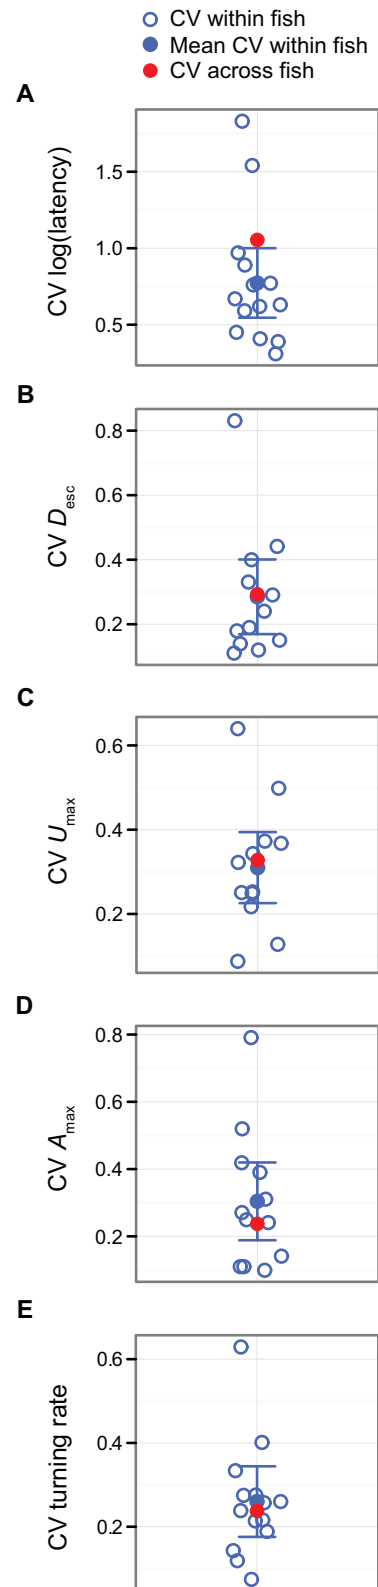 CV within fish
Mean CV within fish
CV across fish
A
CV log(latency)
1.5
1.0
0.5
B
CV Desc
0.8
0.6
0.4
0.2
C
CV Umax
0.6
0.4
0.2
D
CV Amax
0.8
0.6
0.4
0.2
E
CV turning rate
0.6
0.4
0.2